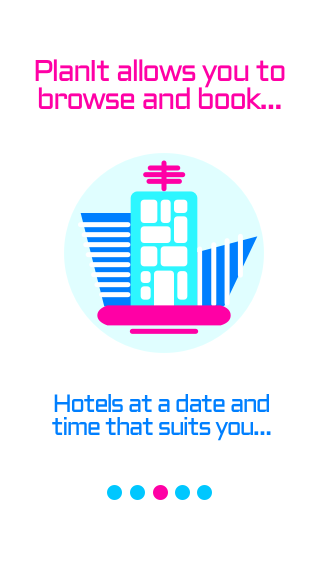 PlanIt allows you to
browse and book...
Hotels at a date and
time that suits you...